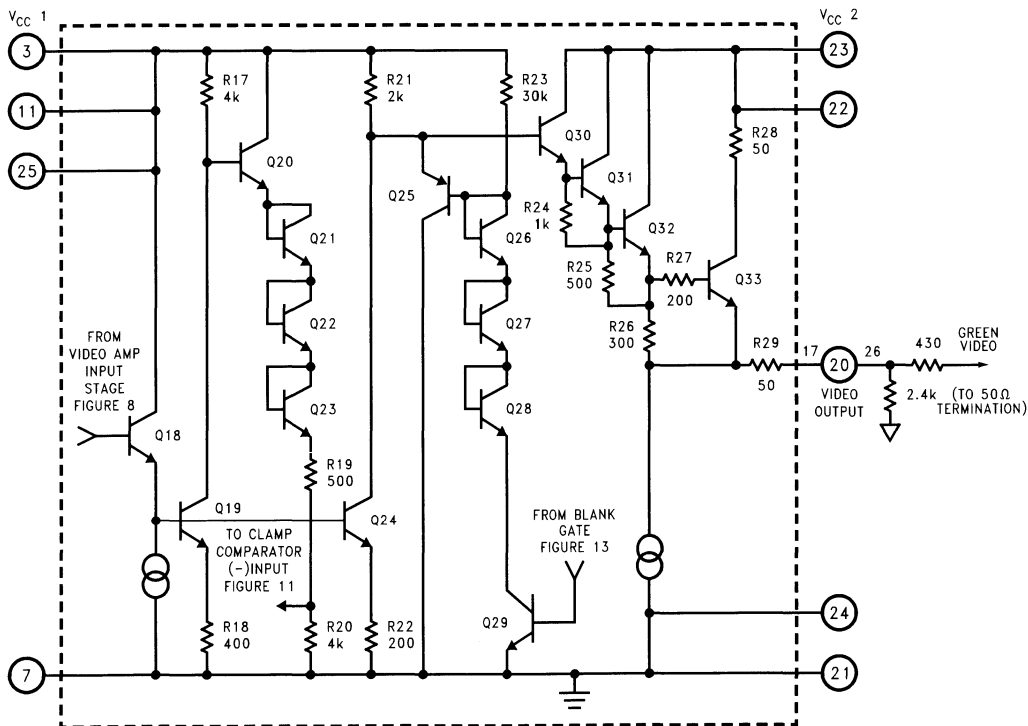 V_CC 1
V_CC 2
3
23
11
22
25
R17
4k
R21
2k
R23
30k
R28
50
Q20
Q30
Q31
Q25
R24
1k
Q32
Q21
Q26
R25
500
R27
200
Q33
Q22
Q27
R26
300
FROM
VIDEO AMP
INPUT
STAGE
FIGURE 8
R29
50
17
20
26
VIDEO
OUTPUT
430
GREEN
VIDEO
2.4k
(TO 50Ω
TERMINATION)
Q23
Q28
Q18
R19
500
Q19
Q24
TO CLAMP
COMPARATOR
(-)INPUT
FIGURE 11
FROM BLANK
GATE
FIGURE 13
R18
400
R20
4k
R22
200
Q29
24
7
21